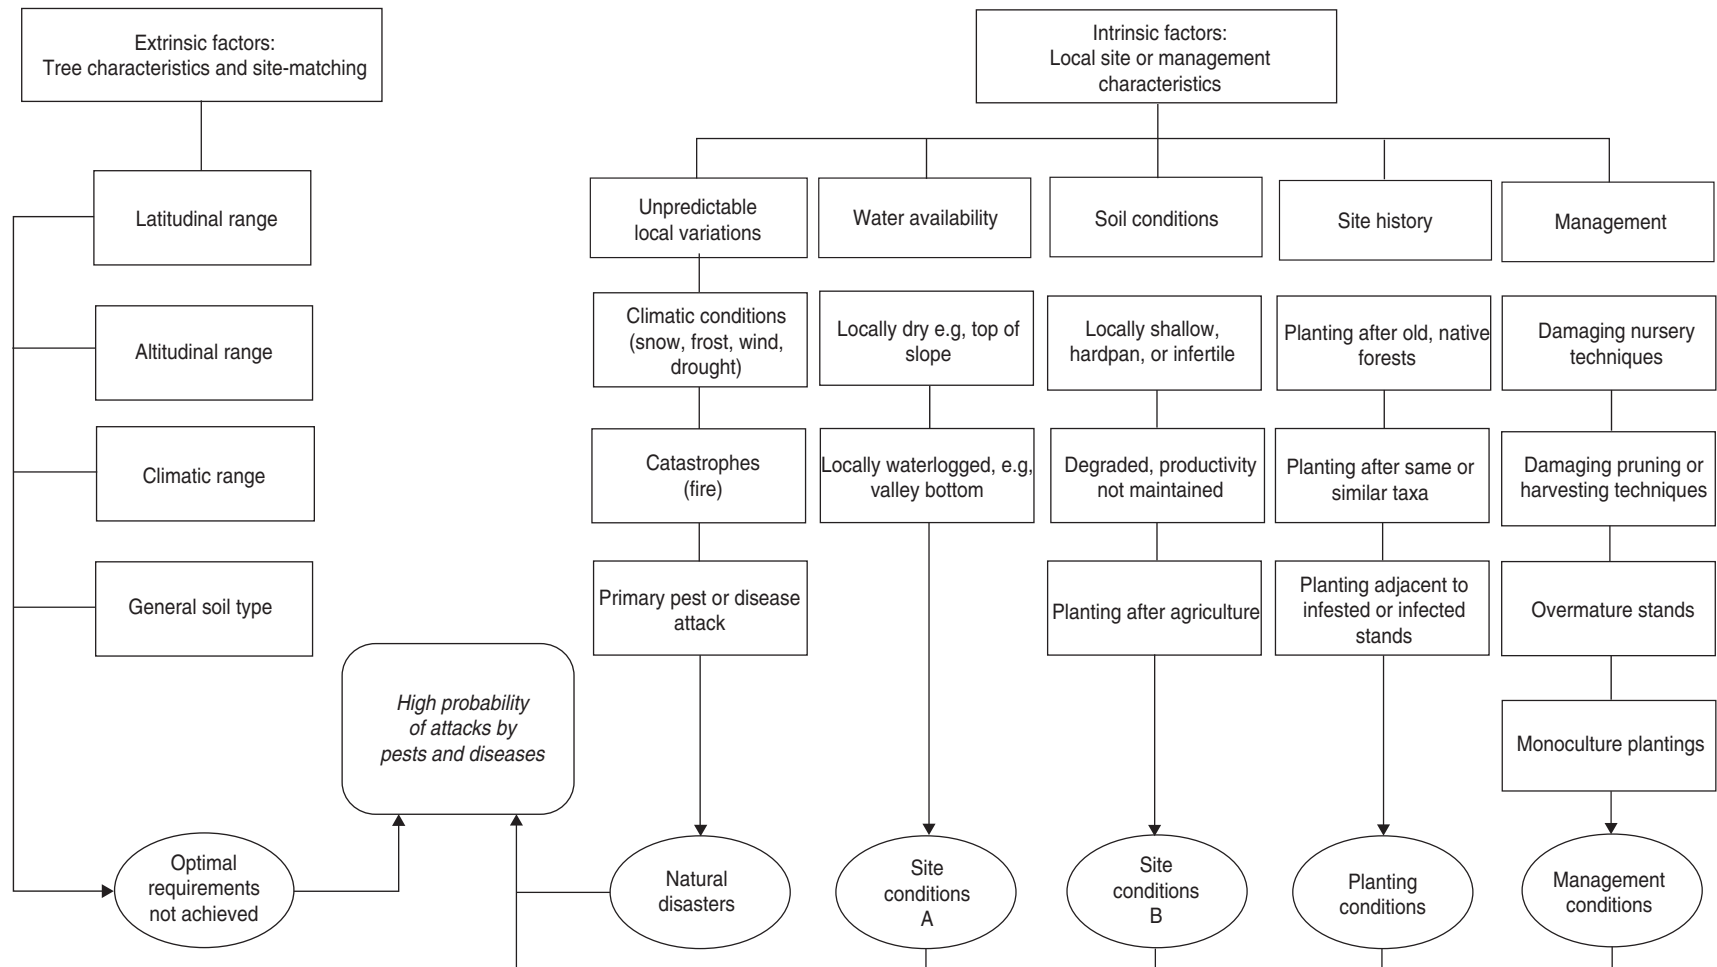 Extrinsic factors:
Tree characteristics and site-matching
Intrinsic factors:
Local site or management
characteristics
Latitudinal range
Unpredictable
local variations
Water availability
Soil conditions
Site history
Management
Altitudinal range
Climatic conditions
(snow, frost, wind,
drought)
Locally dry e.g, top of
slope
Locally shallow,
hardpan, or infertile
Planting after old, native
forests
Damaging nursery
techniques
Climatic range
Catastrophes
(fire)
Locally waterlogged, e.g,
valley bottom
Degraded, productivity
not maintained
Planting after same or
similar taxa
Damaging pruning or
harvesting techniques
General soil type
Primary pest or disease
attack
Planting after agriculture
Planting adjacent to
infested or infected
stands
Overmature stands
High probability
of attacks by
pests and diseases
Monoculture plantings
Optimal
requirements
not achieved
Natural
disasters
Site
conditions
A
Site
conditions
B
Planting
conditions
Management
conditions